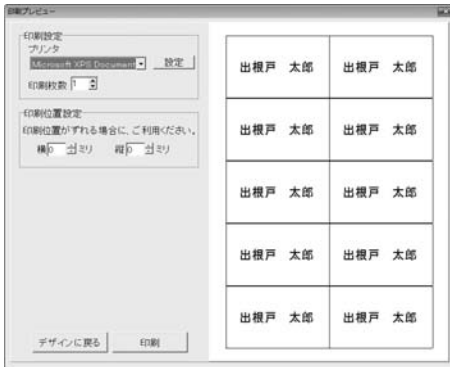 印刷プレビュー
印刷設定
プリンタ
Microsoft XPS Document
設定
印刷枚数 1
印刷位置設定
印刷位置がずれる場合に、ご利用ください。
横 0 ミリ 縦 0 ミリ
デザインに戻る 印刷
出根戸 太郎 出根戸 太郎
出根戸 太郎 出根戸 太郎
出根戸 太郎 出根戸 太郎
出根戸 太郎 出根戸 太郎
出根戸 太郎 出根戸 太郎